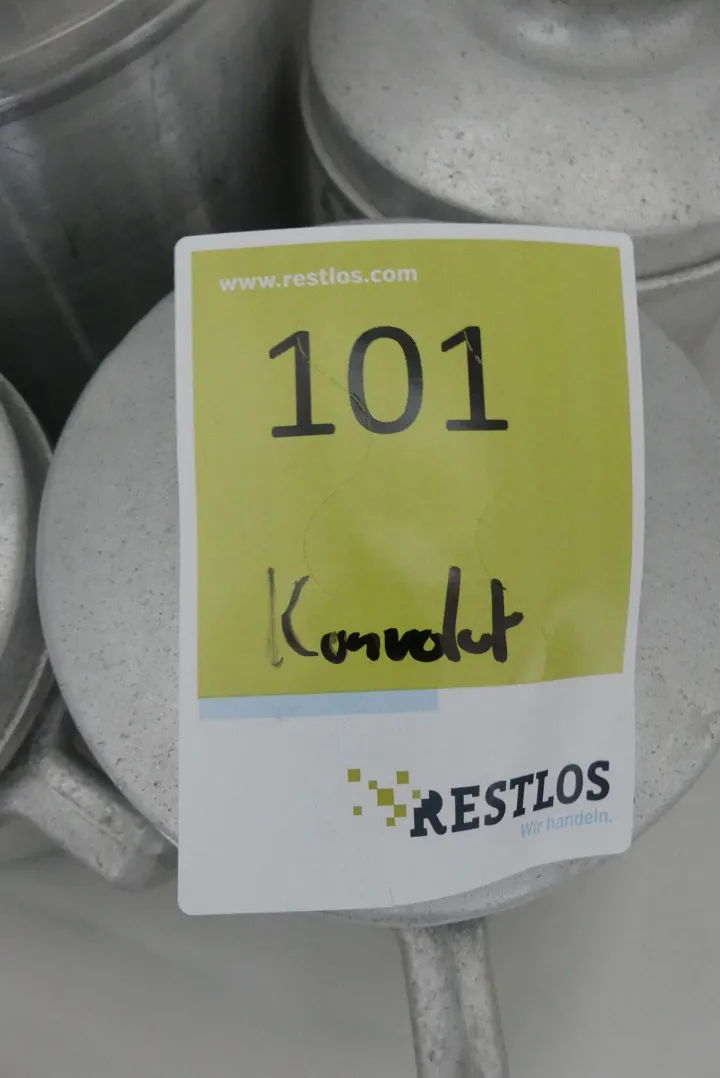 www.restlos.com
101
Konvolut
RESTLOS
Wir handeln.